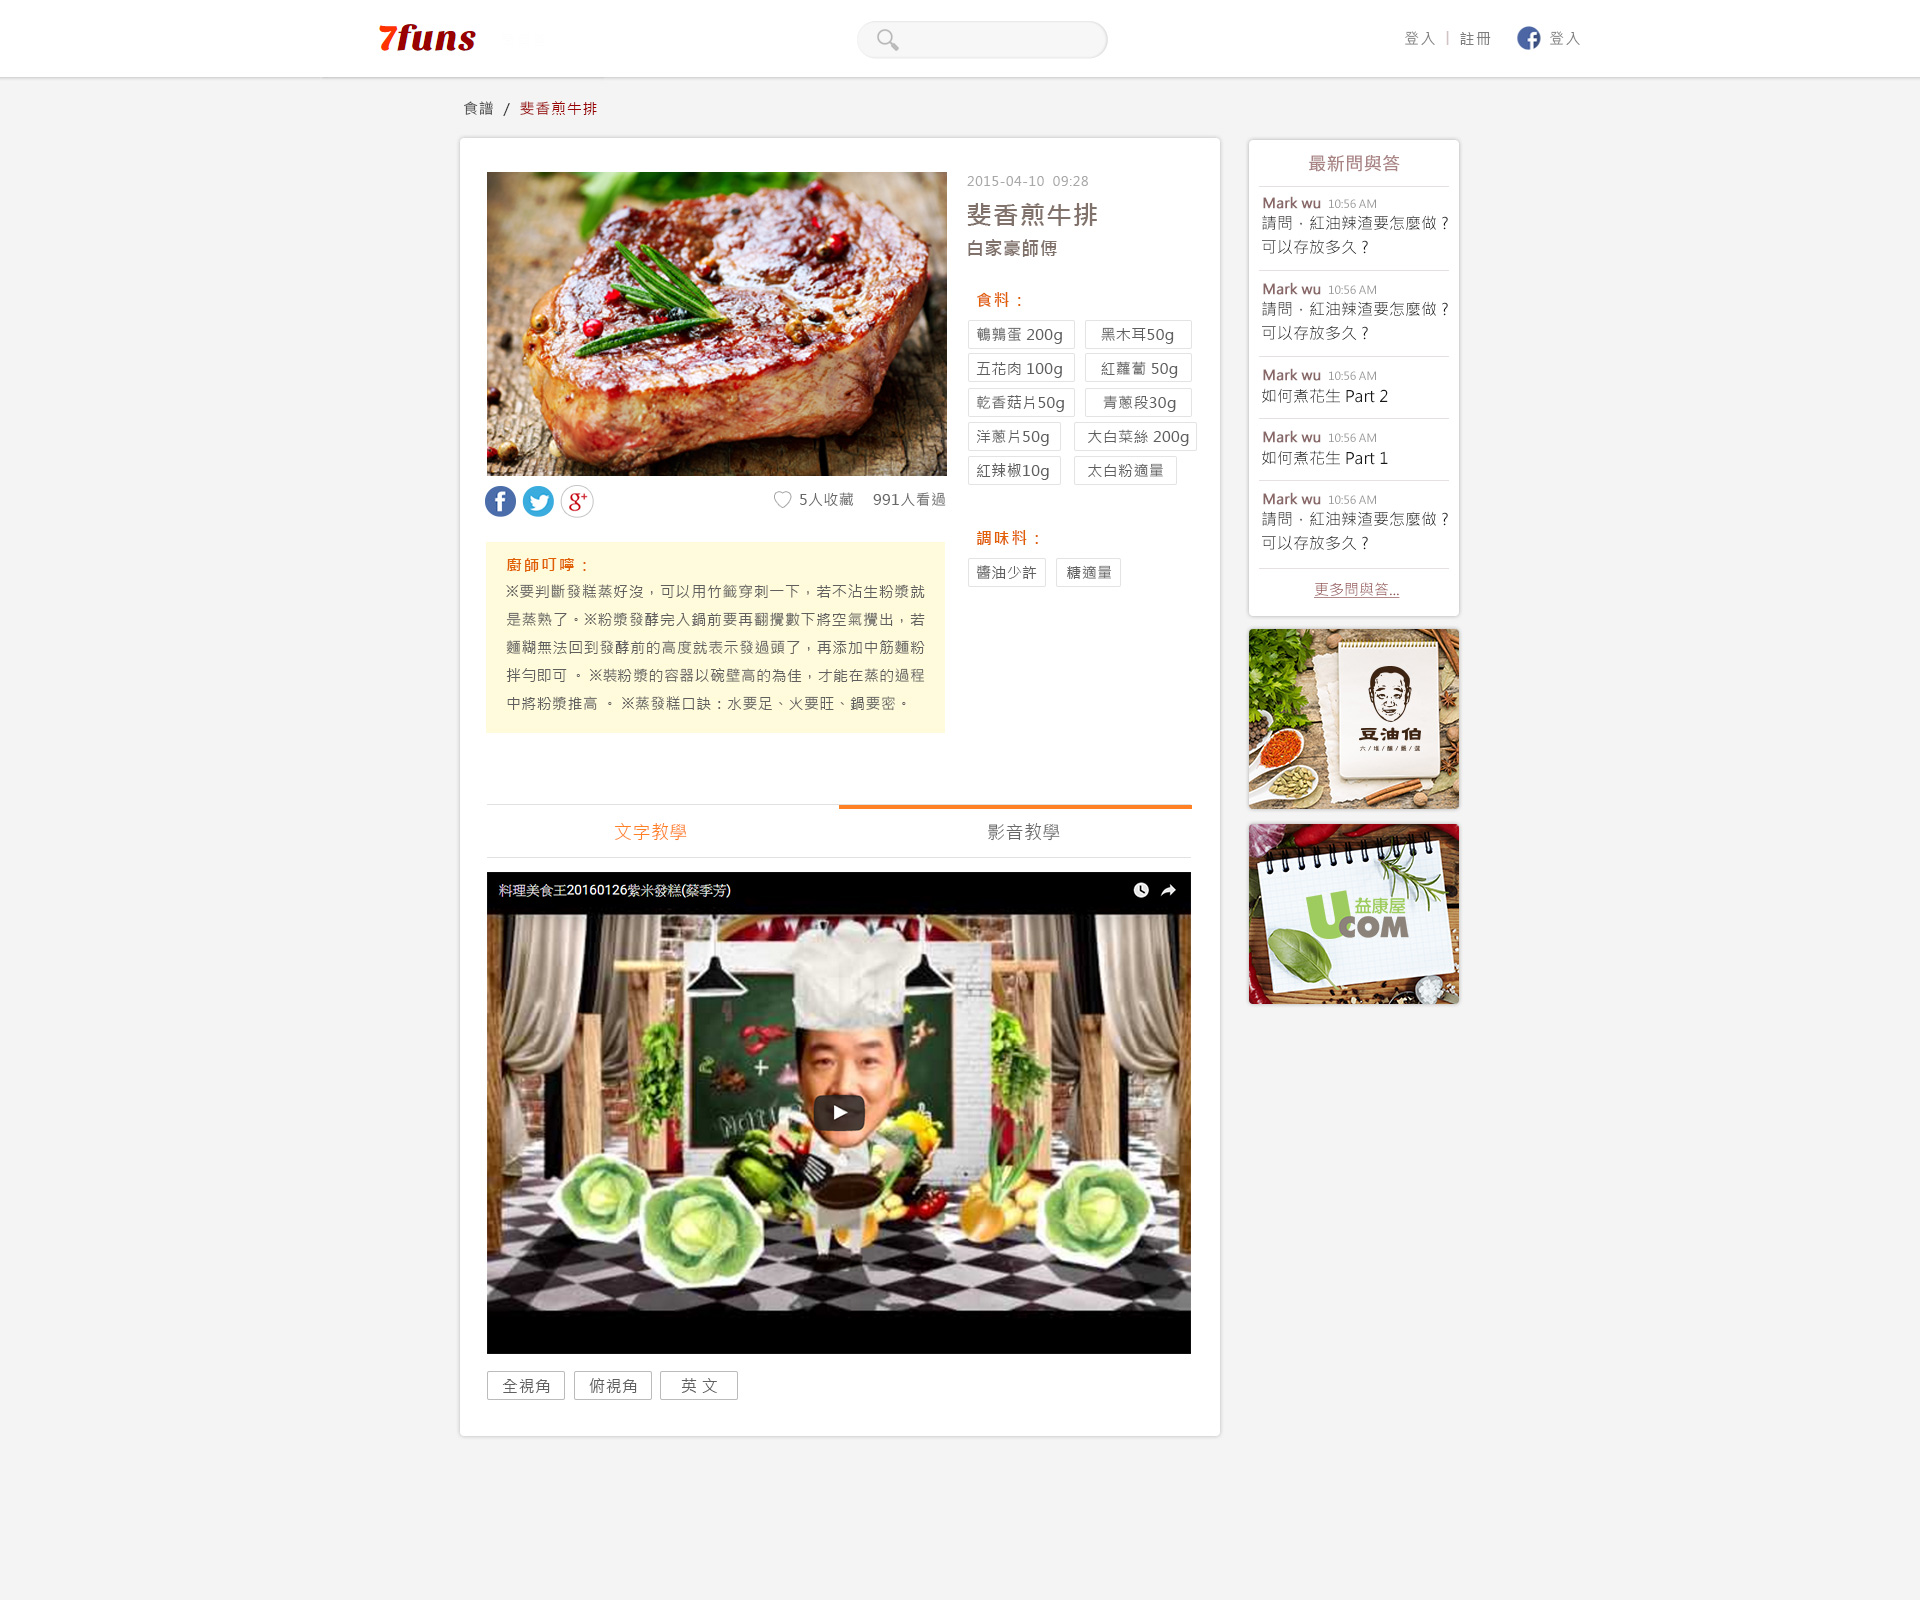 7funs
登入 | 註冊 登入
食譜 / 斐香煎牛排
2015-04-10 09:28
斐香煎牛排
白家豪師傅
食料：
鵪鶉蛋 200g 黑木耳50g
五花肉 100g 紅蘿蔔 50g
乾香菇片50g 青蔥段30g
洋蔥片50g 大白菜絲 200g
紅辣椒10g 太白粉適量
調味料：
醬油少許 糖適量
5人收藏 991人看過
廚師叮嚀：
※要判斷發糕蒸好沒，可以用竹籤穿刺一下，若不沾生粉漿就
是蒸熟了。※粉漿發酵完入鍋前要再翻攪數下將空氣攪出，若
麵糊無法回到發酵前的高度就表示發過頭了，再添加中筋麵粉
拌勻即可 。 ※裝粉漿的容器以碗壁高的為佳，才能在蒸的過程
中將粉漿推高 。 ※蒸發糕口訣：水要足、火要旺、鍋要密。
文字教學 影音教學
料理美食王20160126紫米發糕(蔡季芳)
全視角 俯視角 英 文
最新問與答
Mark wu 10:56 AM
請問，紅油辣渣要怎麼做？
可以存放多久？
Mark wu 10:56 AM
請問，紅油辣渣要怎麼做？
可以存放多久？
Mark wu 10:56 AM
如何煮花生 Part 2
Mark wu 10:56 AM
如何煮花生 Part 1
Mark wu 10:56 AM
請問，紅油辣渣要怎麼做？
可以存放多久？
更多問與答...
豆油伯
益康屋
UCOM